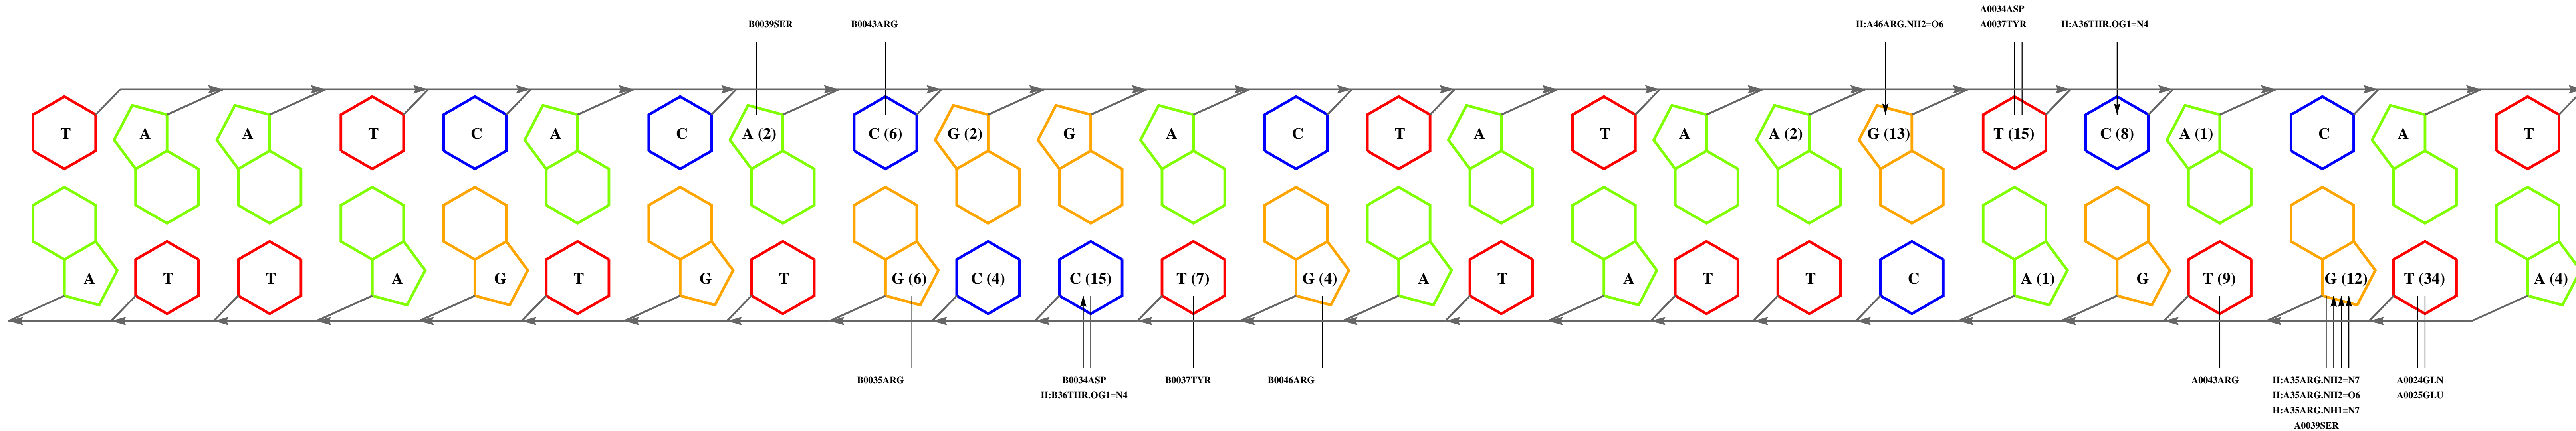 B0039SER B0043ARG H:A46ARG.NH2=O6 A0034ASP H:A36THR.OG1=N4
A0037TYR
T A A T C A C A (2) C (6) G (2) G A C T A T A A (2) G (13) T (15) C (8) A (1) C A T
A T T A G T G T G (6) C (4) C (15) T (7) G (4) A T A T T C A (1) G T (9) G (12) T (34) A (4)
B0035ARG B0034ASP B0037TYR B0046ARG A0043ARG H:A35ARG.NH2=N7 A0024GLN
H:B36THR.OG1=N4 H:A35ARG.NH2=O6 A0025GLU
H:A35ARG.NH1=N7
A0039SER